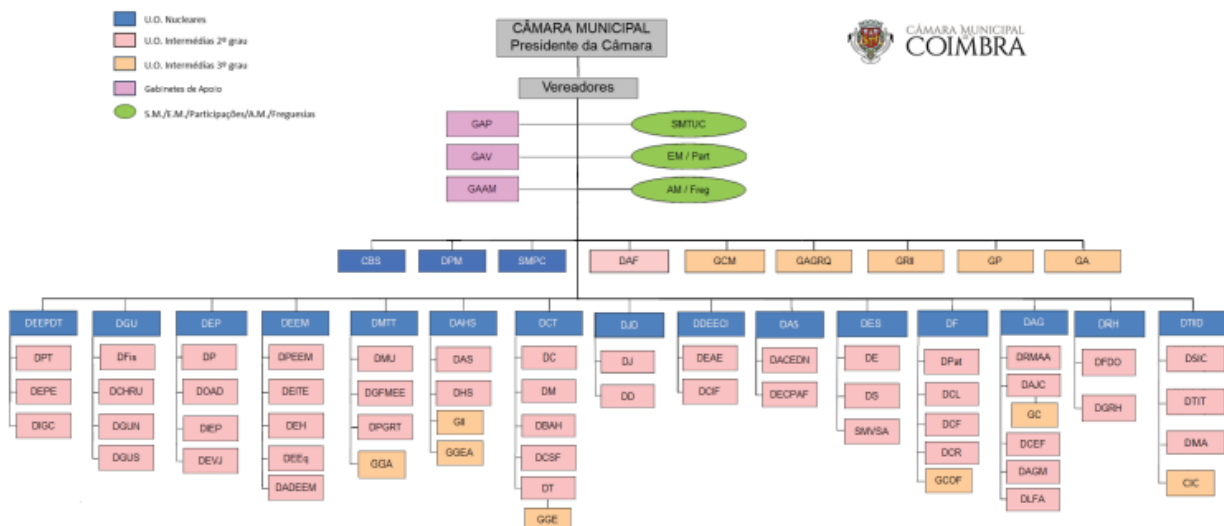 U.O. Nucleares
U.O. Intermédias 2º grau
U.O. Intermédias 3º grau
Gabinetes de Apoio
S.M./E.M./Participações/A.M./Freguesias
CÂMARA MUNICIPAL
Presidente da Câmara
CÂMARA MUNICIPAL
COIMBRA
Vereadores
GAP SMTUC
GAV EM / Part
GAAM AM / Freg
CBS DPM SMPC DAF GCM GAGRQ GRII GP GA
DEEPDT DGU DEP DEEM DMTT DAHS DCT DJD DDEECI DAS DES DF DAG DRH DTIID
DPT DFis DP DPEEM DMU DAS DC DJ DEAE DACEDN DE DPat DRMAA DFDO DSIC
DEPE DCHRU DOAD DEITE DGFMEE DHS DM DD DCIF DECPAF DS DCL DAJC DGRH DTIT
DIGC DGUN DIEP DEH DPGRT GII DBAH SMVSA DCF GC DMA
DGUS DEVJ DEEq GGA GGEA DCSF DCR DCEF CIC
DADEEM DT GCOF DAGM
GGE DLFA